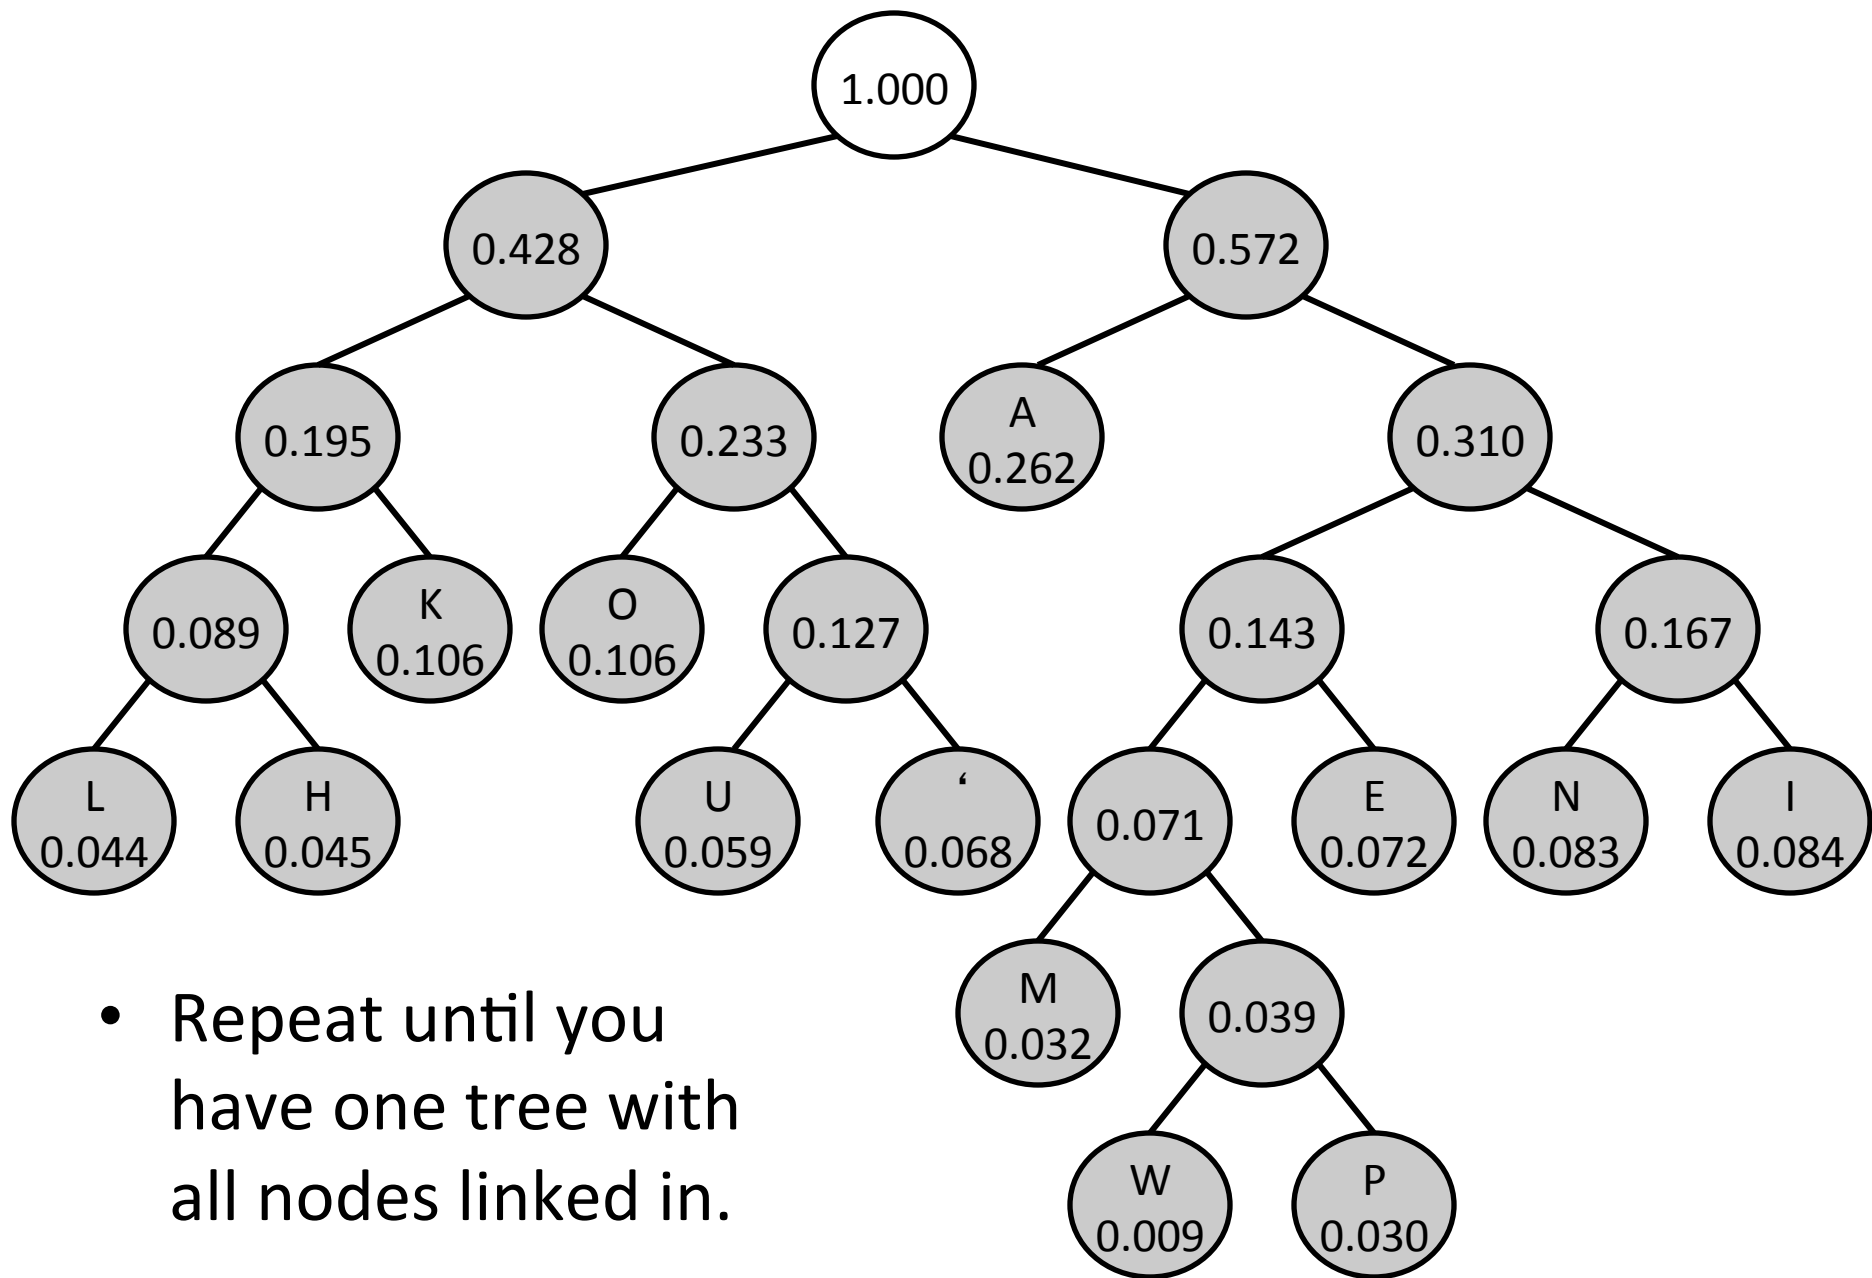 1.000
0.428
0.572
0.195
0.233
A
0.262
0.310
0.089
K
0.106
O
0.106
0.127
0.143
0.167
L
0.044
H
0.045
U
0.059
‘
0.068
0.071
E
0.072
N
0.083
I
0.084
M
0.032
0.039
W
0.009
P
0.030
• Repeat until you
have one tree with
all nodes linked in.